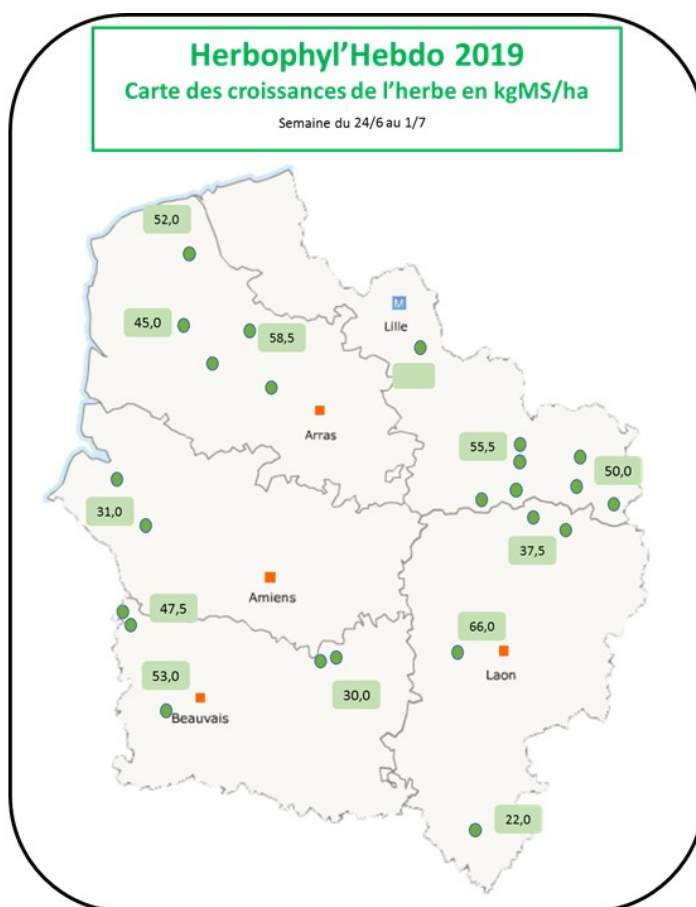 Herbophyl'Hebdo 2019
Carte des croissances de l'herbe en kgMS/ha
Semaine du 24/6 au 1/7
52,0
M
Lille
45,0
58,5
Arras
55,5
50,0
31,0
37,5
Amiens
47,5
66,0
Laon
53,0
30,0
Beauvais
22,0